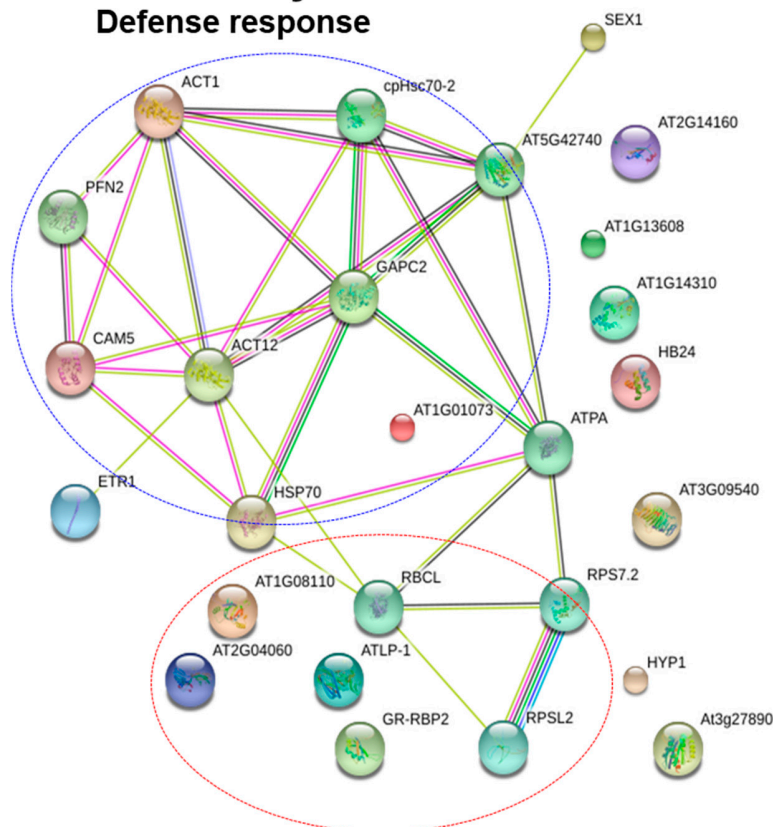 Defense response
SEX1
ACT1
cpHsc70-2
AT2G14160
AT5G42740
PFN2
AT1G13608
GAPC2
AT1G14310
CAM5
ACT12
HB24
AT1G01073
ATPA
ETR1
HSP70
AT3G09540
AT1G08110
RBCL
RPS7.2
AT2G04060
ATLP-1
HYP1
GR-RBP2
RPSL2
At3g27890